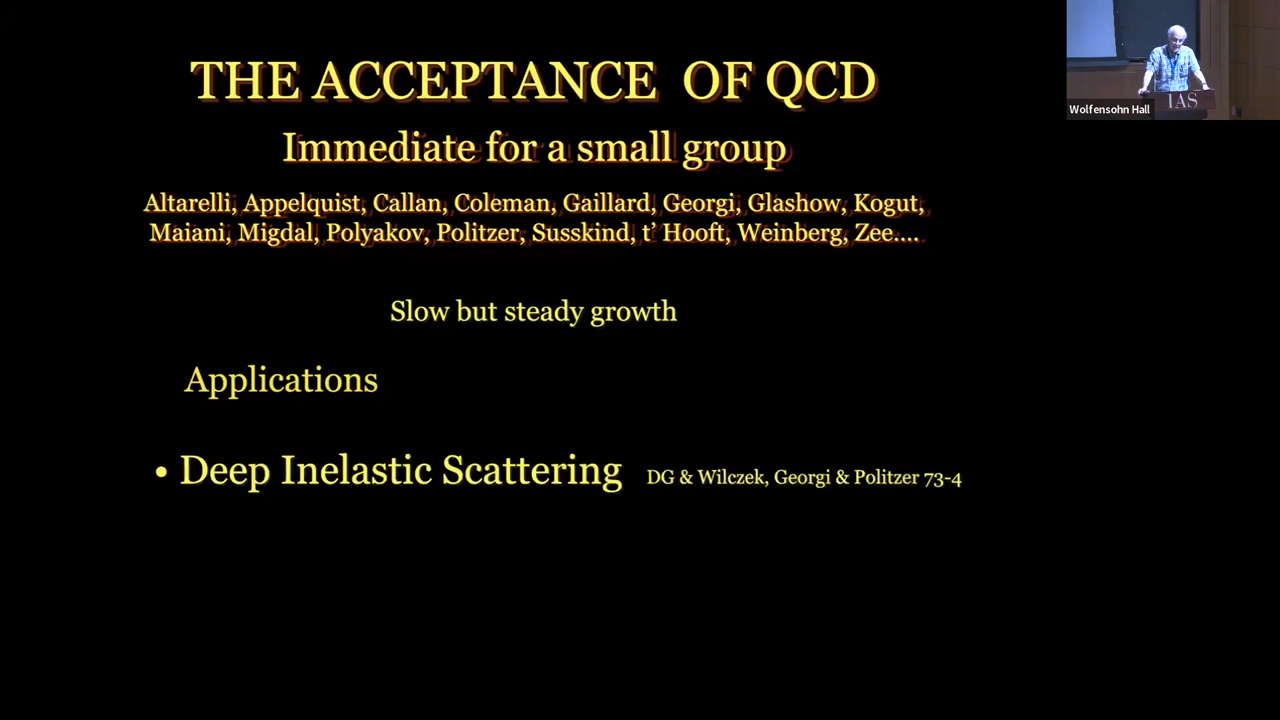 THE ACCEPTANCE OF QCD
Immediate for a small group
Altarelli, Appelquist, Callan, Coleman, Gaillard, Georgi, Glashow, Kogut,
Maiani, Migdal, Polyakov, Politzer, Susskind, t’ Hooft, Weinberg, Zee....
Slow but steady growth
Applications
• Deep Inelastic Scattering DG & Wilczek, Georgi & Politzer 73-4
IAS
Wolfensohn Hall